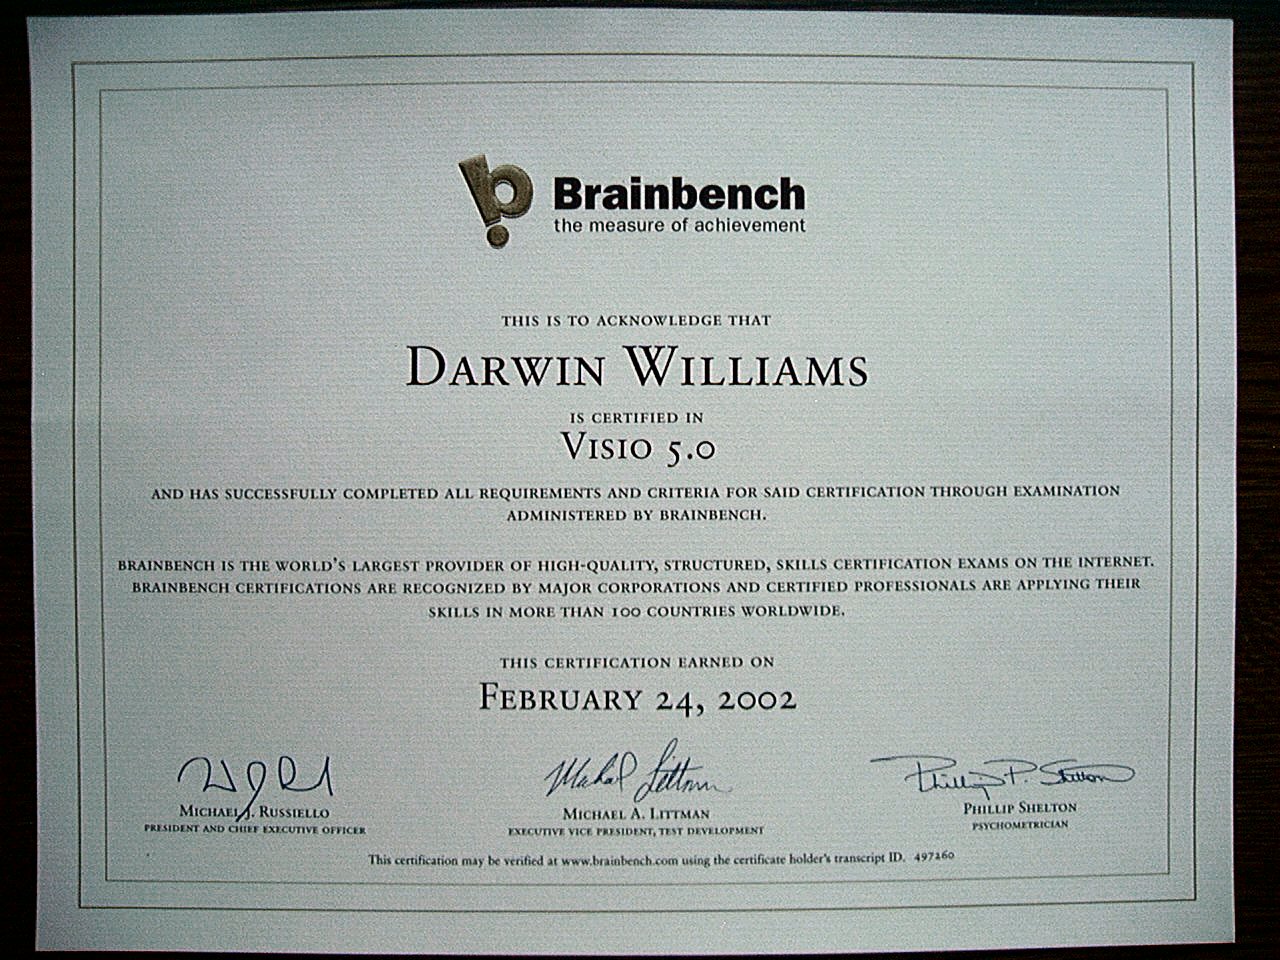 Brainbench
the measure of achievement
THIS IS TO ACKNOWLEDGE THAT
DARWIN WILLIAMS
IS CERTIFIED IN
VISIO 5.0
AND HAS SUCCESSFULLY COMPLETED ALL REQUIREMENTS AND CRITERIA FOR SAID CERTIFICATION THROUGH EXAMINATION
ADMINISTERED BY BRAINBENCH.
BRAINBENCH IS THE WORLD'S LARGEST PROVIDER OF HIGH-QUALITY, STRUCTURED, SKILLS CERTIFICATION EXAMS ON THE INTERNET.
BRAINBENCH CERTIFICATIONS ARE RECOGNIZED BY MAJOR CORPORATIONS AND CERTIFIED PROFESSIONALS ARE APPLYING THEIR
SKILLS IN MORE THAN 100 COUNTRIES WORLDWIDE.
THIS CERTIFICATION EARNED ON
FEBRUARY 24, 2002
Michael Littman Phillip P. Shelton
MICHAEL J. RUSSIELLO MICHAEL A. LITTMAN PHILLIP SHELTON
PRESIDENT AND CHIEF EXECUTIVE OFFICER EXECUTIVE VICE PRESIDENT, TEST DEVELOPMENT PSYCHOMETRICIAN
This certification may be verified at www.brainbench.com using the certificate holder's transcript ID. 497260